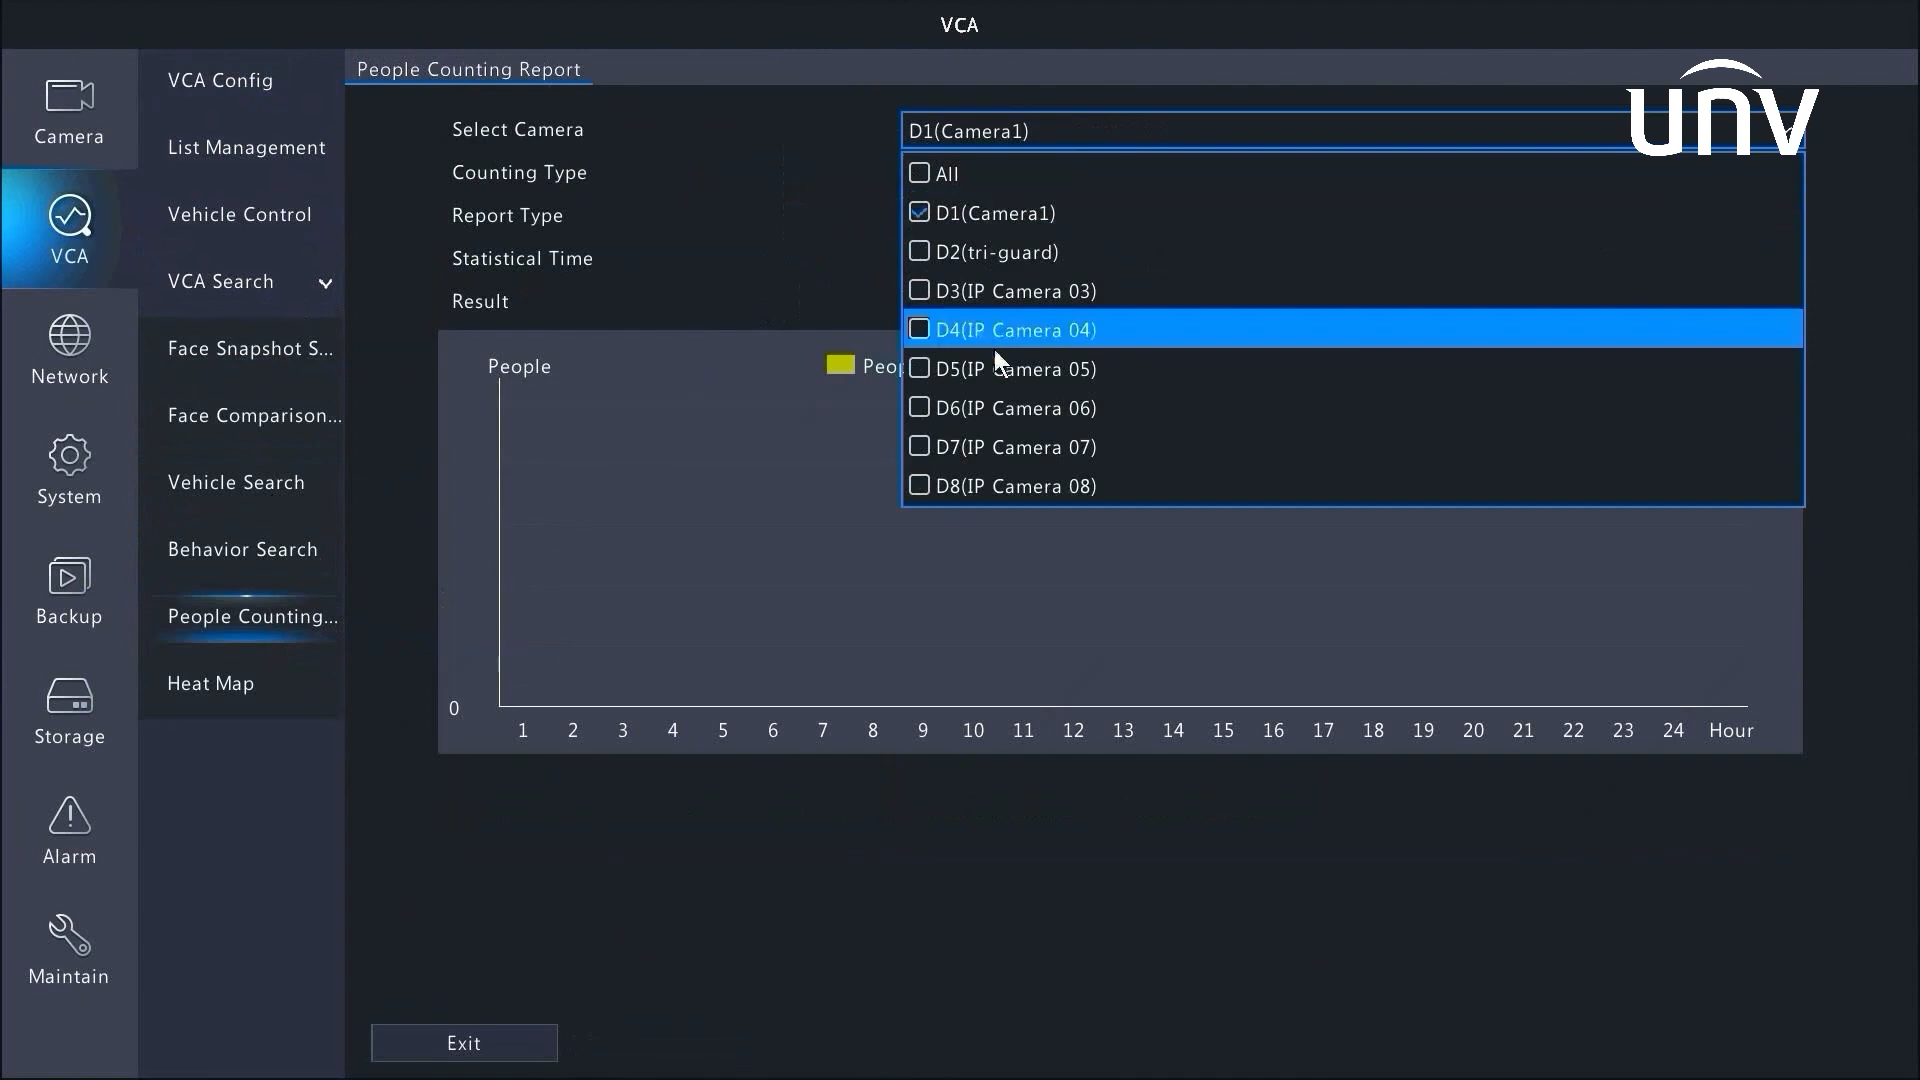 VCA
unv
Camera
VCA
Network
System
Backup
Storage
Alarm
Maintain
VCA Config
List Management
Vehicle Control
VCA Search
Face Snapshot S...
Face Comparison...
Vehicle Search
Behavior Search
People Counting...
Heat Map
People Counting Report
Select Camera
D1(Camera1)
Counting Type
Report Type
Statistical Time
Result
All
D1(Camera1)
D2(tri-guard)
D3(IP Camera 03)
D4(IP Camera 04)
D5(IP Camera 05)
D6(IP Camera 06)
D7(IP Camera 07)
D8(IP Camera 08)
People
Peop
0
1 2 3 4 5 6 7 8 9 10 11 12 13 14 15 16 17 18 19 20 21 22 23 24 Hour
Exit